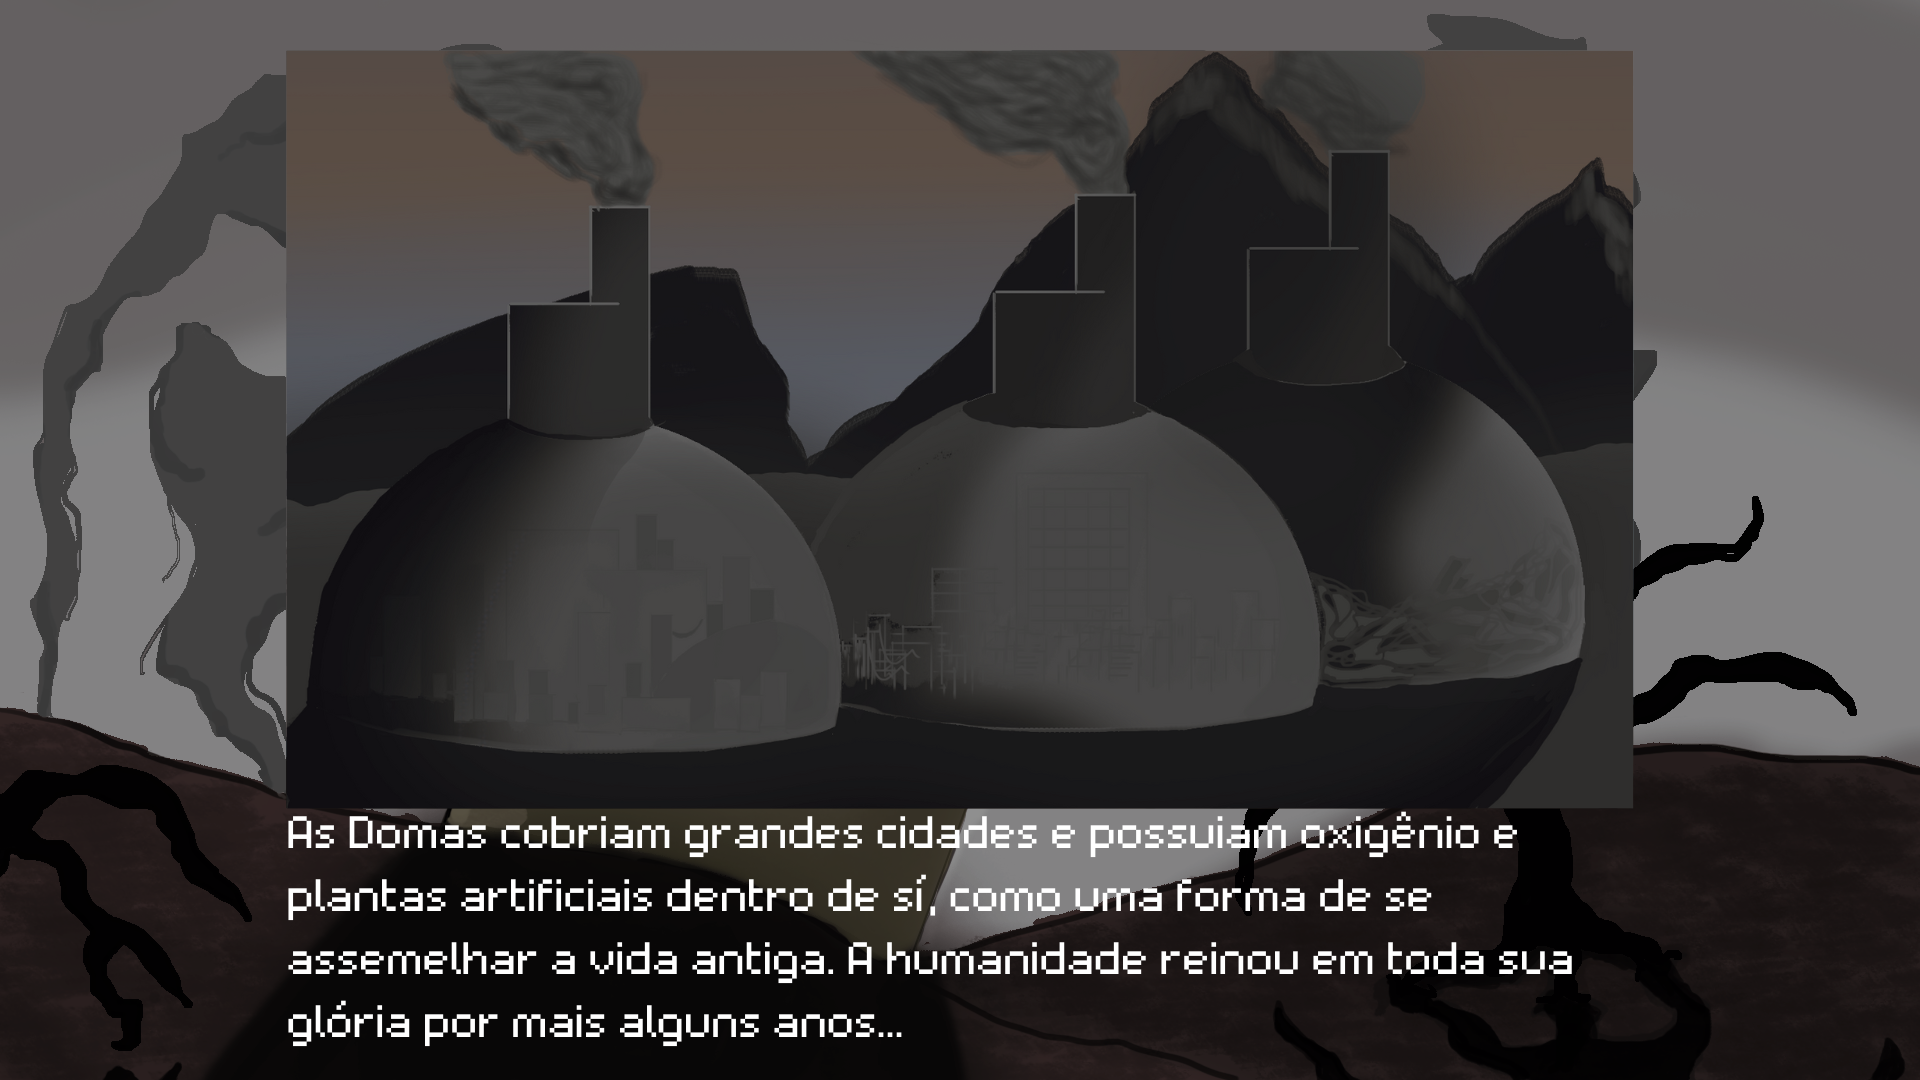 As Domas cobriam grandes cidades e possuiam oxigênio e
plantas artificiais dentro de sí, como uma forma de se
assemelhar a vida antiga. A humanidade reinou em toda sua
glória por mais alguns anos...